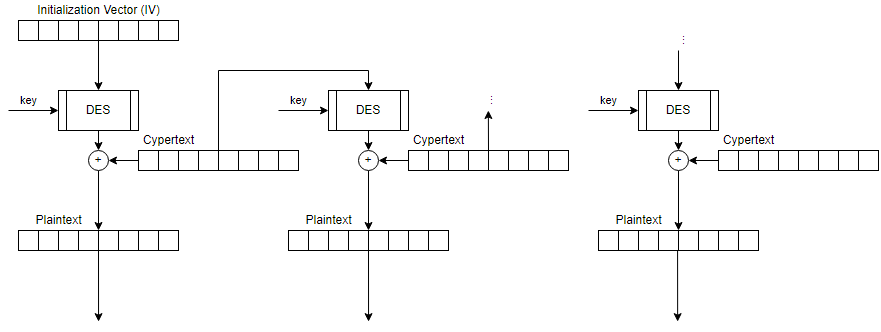 Initialization Vector (IV)
key
DES
key
DES
key
DES
Cypertext
Cypertext
Cypertext
+
+
+
Plaintext
Plaintext
Plaintext